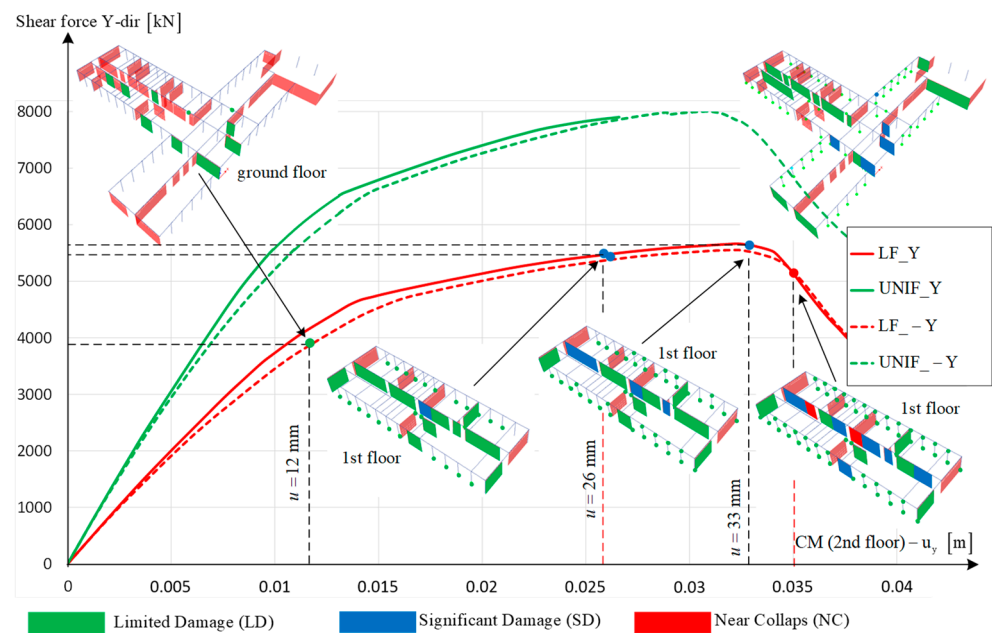 Shear force Y-dir [kN]
8000
7000
6000
5000
4000
3000
2000
1000
0
ground floor
LF_Y
UNIF_Y
LF_ – Y
UNIF_ – Y
1st floor
1st floor
1st floor
u = 12 mm
u = 26 mm
u = 33 mm
CM (2nd floor) – uy [m]
0
0.005
0.01
0.015
0.02
0.025
0.03
0.035
0.04
Limited Damage (LD)
Significant Damage (SD)
Near Collaps (NC)